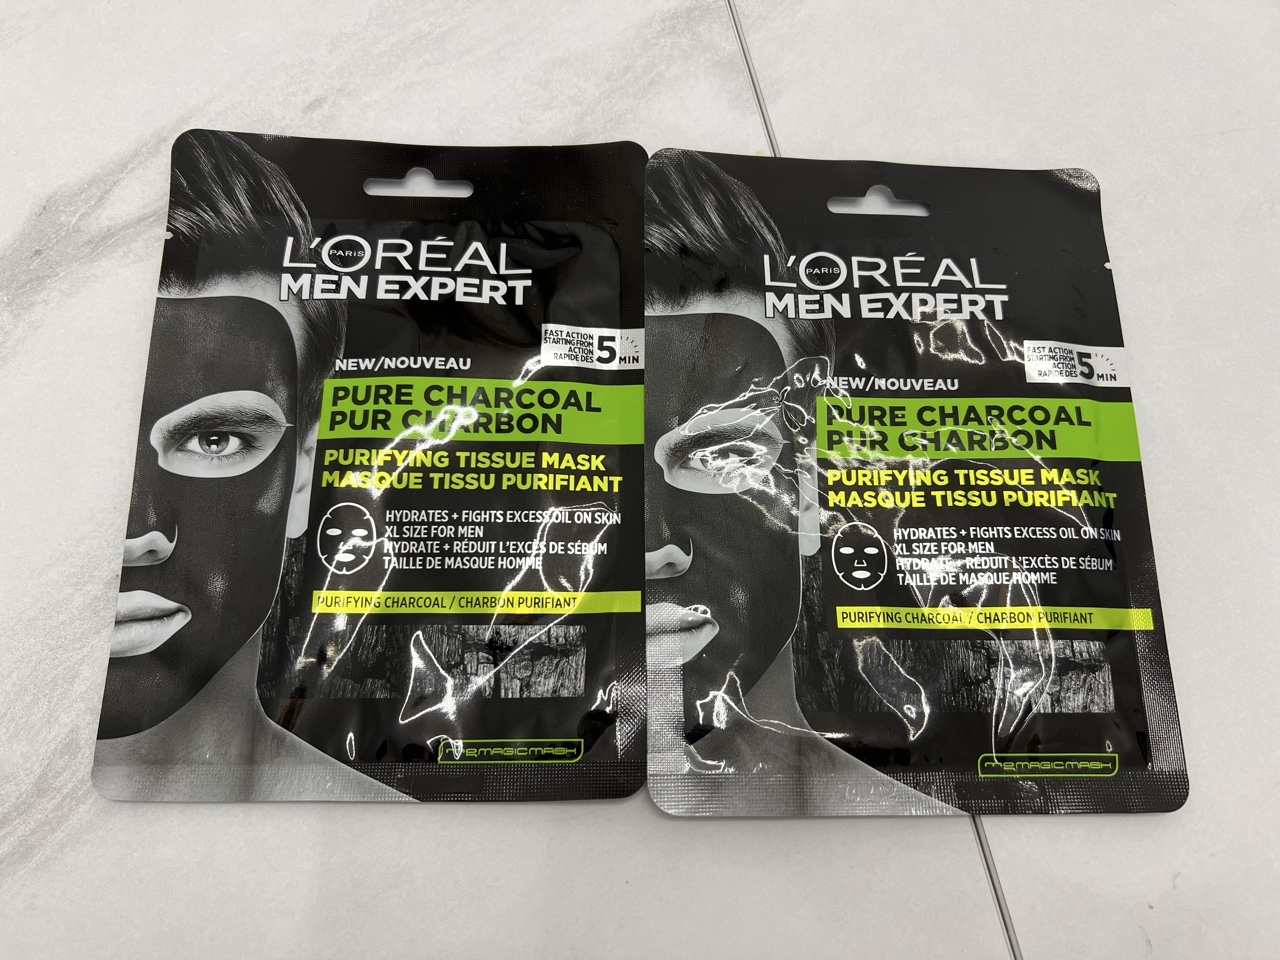 L'ORÉAL
PARIS
MEN EXPERT
FAST ACTION
STARTING FROM
ACTION
RAPIDE DÈS
5 MIN
NEW/NOUVEAU
PURE CHARCOAL
PUR CHARBON
PURIFYING TISSUE MASK
MASQUE TISSU PURIFIANT
HYDRATES + FIGHTS EXCESS OIL ON SKIN
XL SIZE FOR MEN
HYDRATE + RÉDUIT L'EXCÈS DE SÉBUM
TAILLE DE MASQUE HOMME
PURIFYING CHARCOAL / CHARBON PURIFIANT
MAGIC MASK
L'ORÉAL
PARIS
MEN EXPERT
FAST ACTION
STARTING FROM
ACTION
RAPIDE DÈS
5 MIN
NEW/NOUVEAU
PURE CHARCOAL
PUR CHARBON
PURIFYING TISSUE MASK
MASQUE TISSU PURIFIANT
HYDRATES + FIGHTS EXCESS OIL ON SKIN
XL SIZE FOR MEN
HYDRATE + RÉDUIT L'EXCÈS DE SÉBUM
TAILLE DE MASQUE HOMME
PURIFYING CHARCOAL / CHARBON PURIFIANT
MAGIC MASK